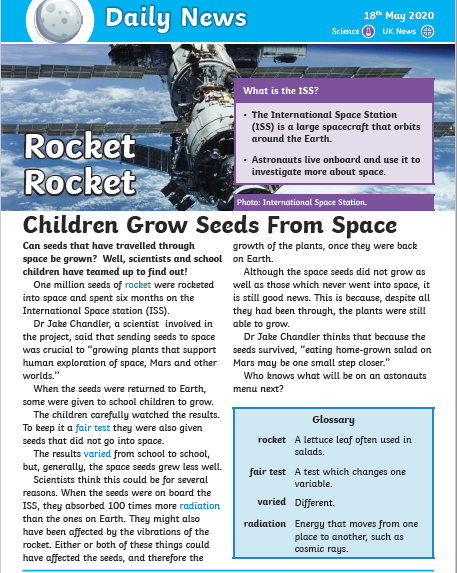 Daily News
18th May 2020
Science UK News
What is the ISS?
• The International Space Station
(ISS) is a large spacecraft that orbits
around the Earth.
• Astronauts live onboard and use it to
investigate more about space.
Rocket
Rocket
Photo: International Space Station.
Children Grow Seeds From Space
Can seeds that have travelled through
space be grown? Well, scientists and school
children have teamed up to find out!
One million seeds of rocket were rocketed
into space and spent six months on the
International Space station (ISS).
Dr Jake Chandler, a scientist involved in
the project, said that sending seeds to space
was crucial to “growing plants that support
human exploration of space, Mars and other
worlds.”
When the seeds were returned to Earth,
some were given to school children to grow.
The children carefully watched the results.
To keep it a fair test they were also given
seeds that did not go into space.
The results varied from school to school,
but, generally, the space seeds grew less well.
Scientists think this could be for several
reasons. When the seeds were on board the
ISS, they absorbed 100 times more radiation
than the ones on Earth. They might also
have been affected by the vibrations of the
rocket. Either or both of these things could
have affected the seeds, and therefore the
growth of the plants, once they were back
on Earth.
Although the space seeds did not grow as
well as those which never went into space, it
is still good news. This is because, despite all
they had been through, the plants were still
able to grow.
Dr Jake Chandler thinks that because the
seeds survived, “eating home-grown salad on
Mars may be one small step closer.”
Who knows what will be on an astonauts
menu next?
Glossary
rocket A lettuce leaf often used in
salads.
fair test A test which changes one
variable.
varied Different.
radiation Energy that moves from one
place to another, such as
cosmic rays.